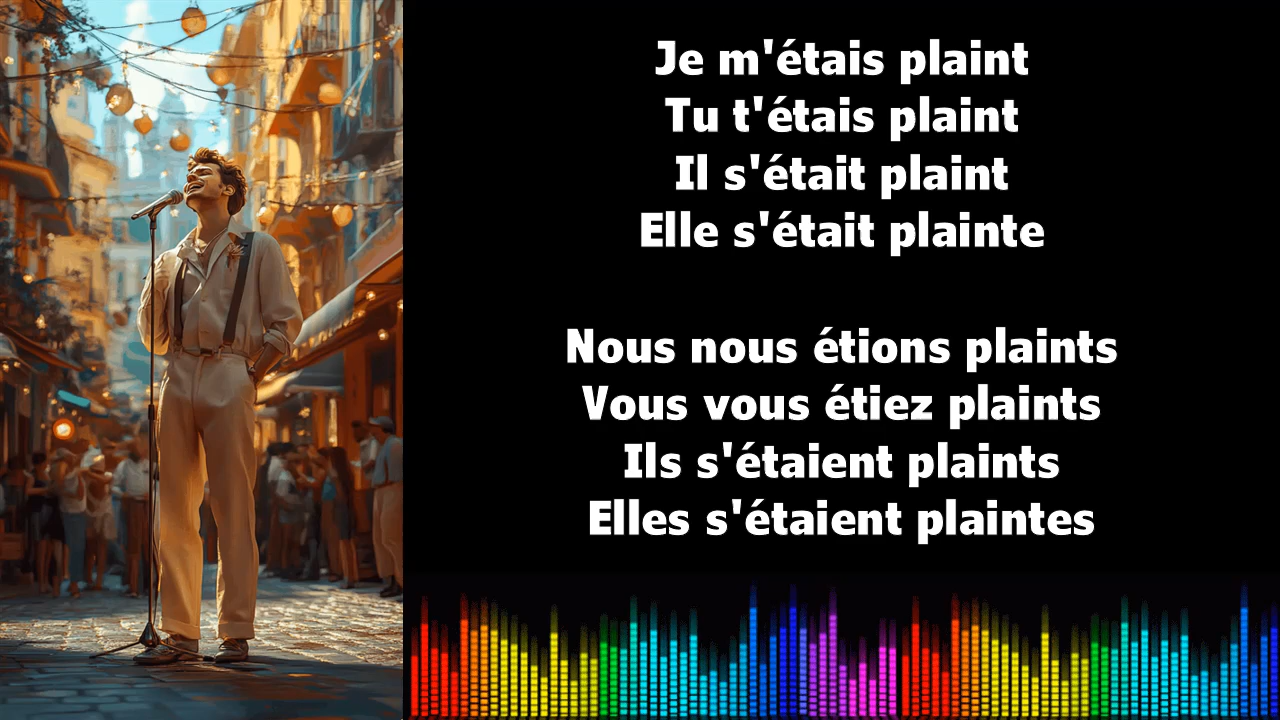 Je m'étais plaint
Tu t'étais plaint
Il s'était plaint
Elle s'était plainte
Nous nous étions plaints
Vous vous étiez plaints
Ils s'étaient plaints
Elles s'étaient plaintes